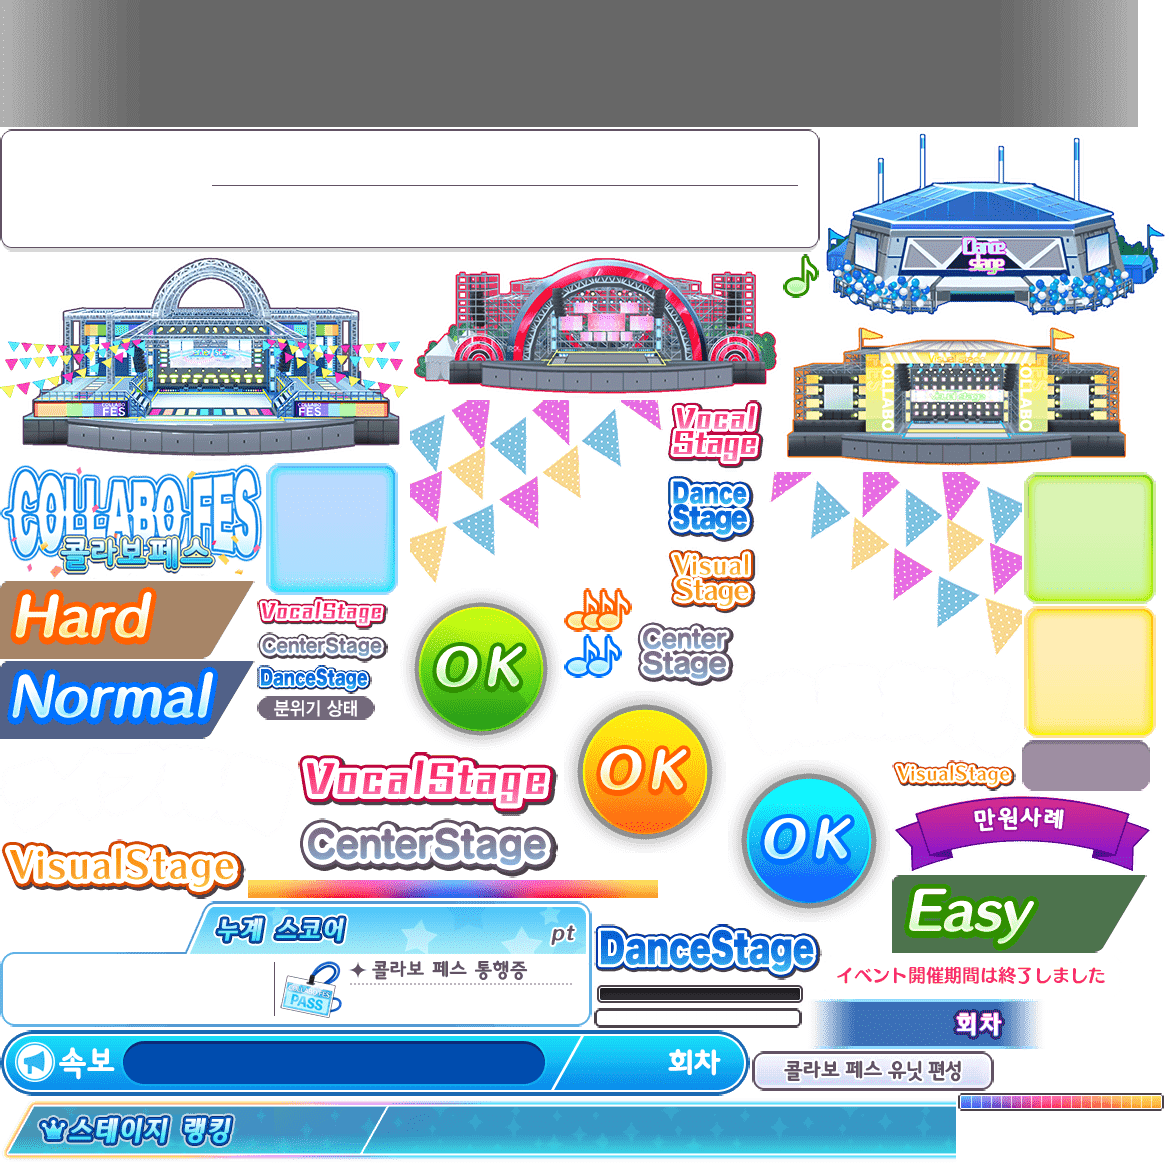 Dance
stage
FES
FES
Visual Stage
COLLABO
COLLABO
Vocal
Stage
COLLABO FES
콜라보 페스
Dance
Stage
Visual
Stage
Hard
VocalStage
CenterStage
Center
Stage
OK
Normal
DanceStage
분위기 상태
VocalStage
OK
VisualStage
만원사례
CenterStage
OK
VisualStage
Easy
누계 스코어
pt
DanceStage
콜라보 페스 통행증
PASS
イベント開催期間は終了しました
회차
속보
회차
콜라보 페스 유닛 편성
스테이지 랭킹